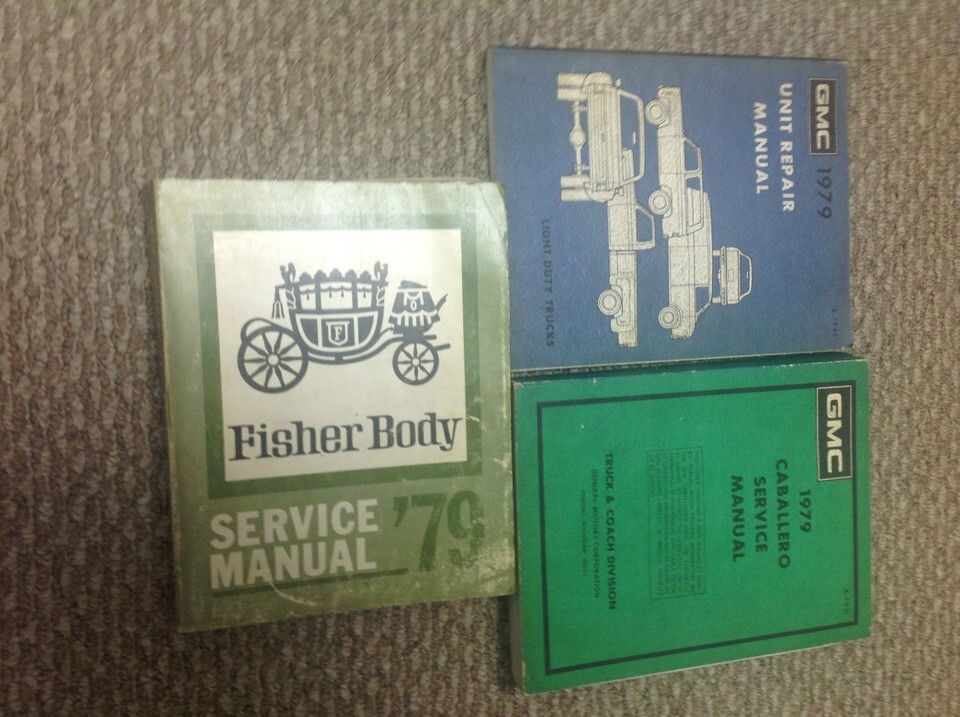 Fisher Body
SERVICE
MANUAL
'79
F
GMC
1979
UNIT REPAIR
MANUAL
LIGHT DUTY TRUCKS
GMC
1979
CABALLERO
SERVICE
MANUAL
TRUCK & COACH DIVISION
GENERAL MOTORS CORPORATION